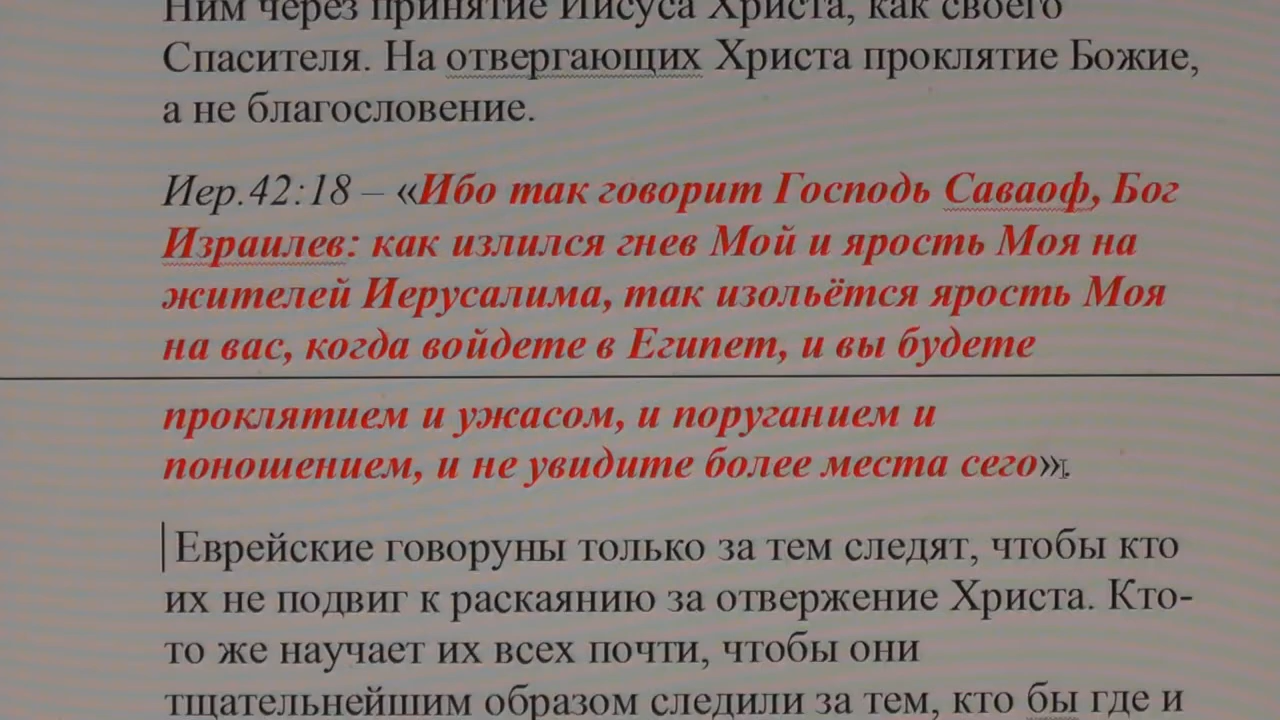 Ним через принятие Иисуса Христа, как своего
Спасителя. На отвергающих Христа проклятие Божие,
а не благословение.
Иер.42:18 – «Ибо так говорит Господь Саваоф, Бог
Израилев: как излился гнев Мой и ярость Моя на
жителей Иерусалима, так изольётся ярость Моя
на вас, когда войдете в Египет, и вы будете
проклятием и ужасом, и поруганием и
поношением, и не увидите более места сего».
Еврейские говоруны только за тем следят, чтобы кто
их не подвиг к раскаянию за отвержение Христа. Кто-
то же научает их всех почти, чтобы они
тщательнейшим образом следили за тем, кто бы где и